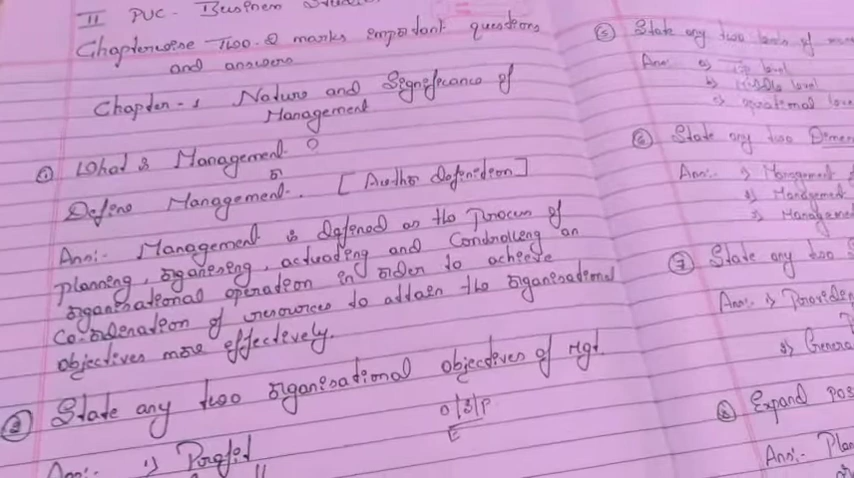 II PUC - Business
Chapterwise Two-2 marks important questions
and answers
Chapter-1 Nature and Significance of
Management
① What is Management?
or
Define Management. [Author Definition]
Ans:- Management is defined as the Process of
planning, organising, actuating and Controlling an
organisational operation in order to achieve
Co-ordination of resources to attain the organisational
objectives more effectively.
② State any two organisational objectives of Mgt.
O/S/P
E
Ans:- 1) Profit
⑤ State any two levels of
Ans a) Top level
b) Middle level
c) operational
⑥ State any two
Ans:- 1) Management
2) Management
3) Manageme
⑦ State any two
Ans:- 1) Provides
2) Genera
⑧ Expand POS
Ans:- Plan